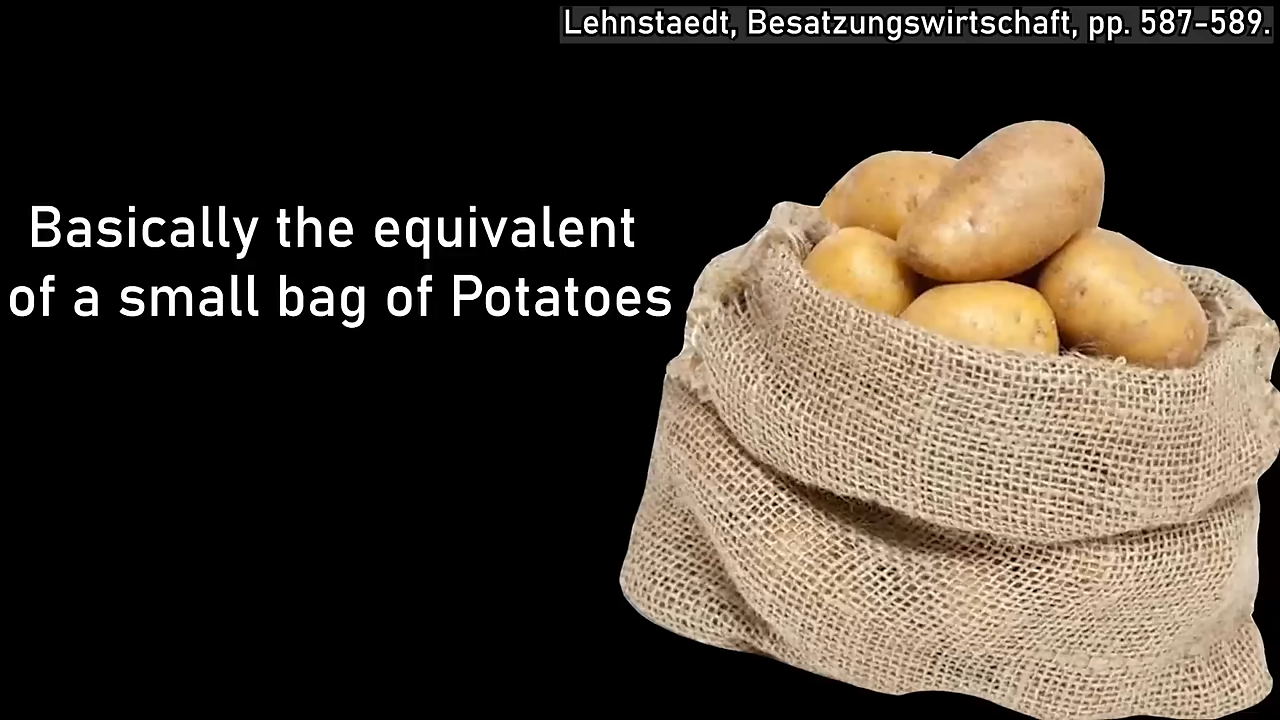 Lehnstaedt, Besatzungswirtschaft, pp. 587-589.
Basically the equivalent
of a small bag of Potatoes